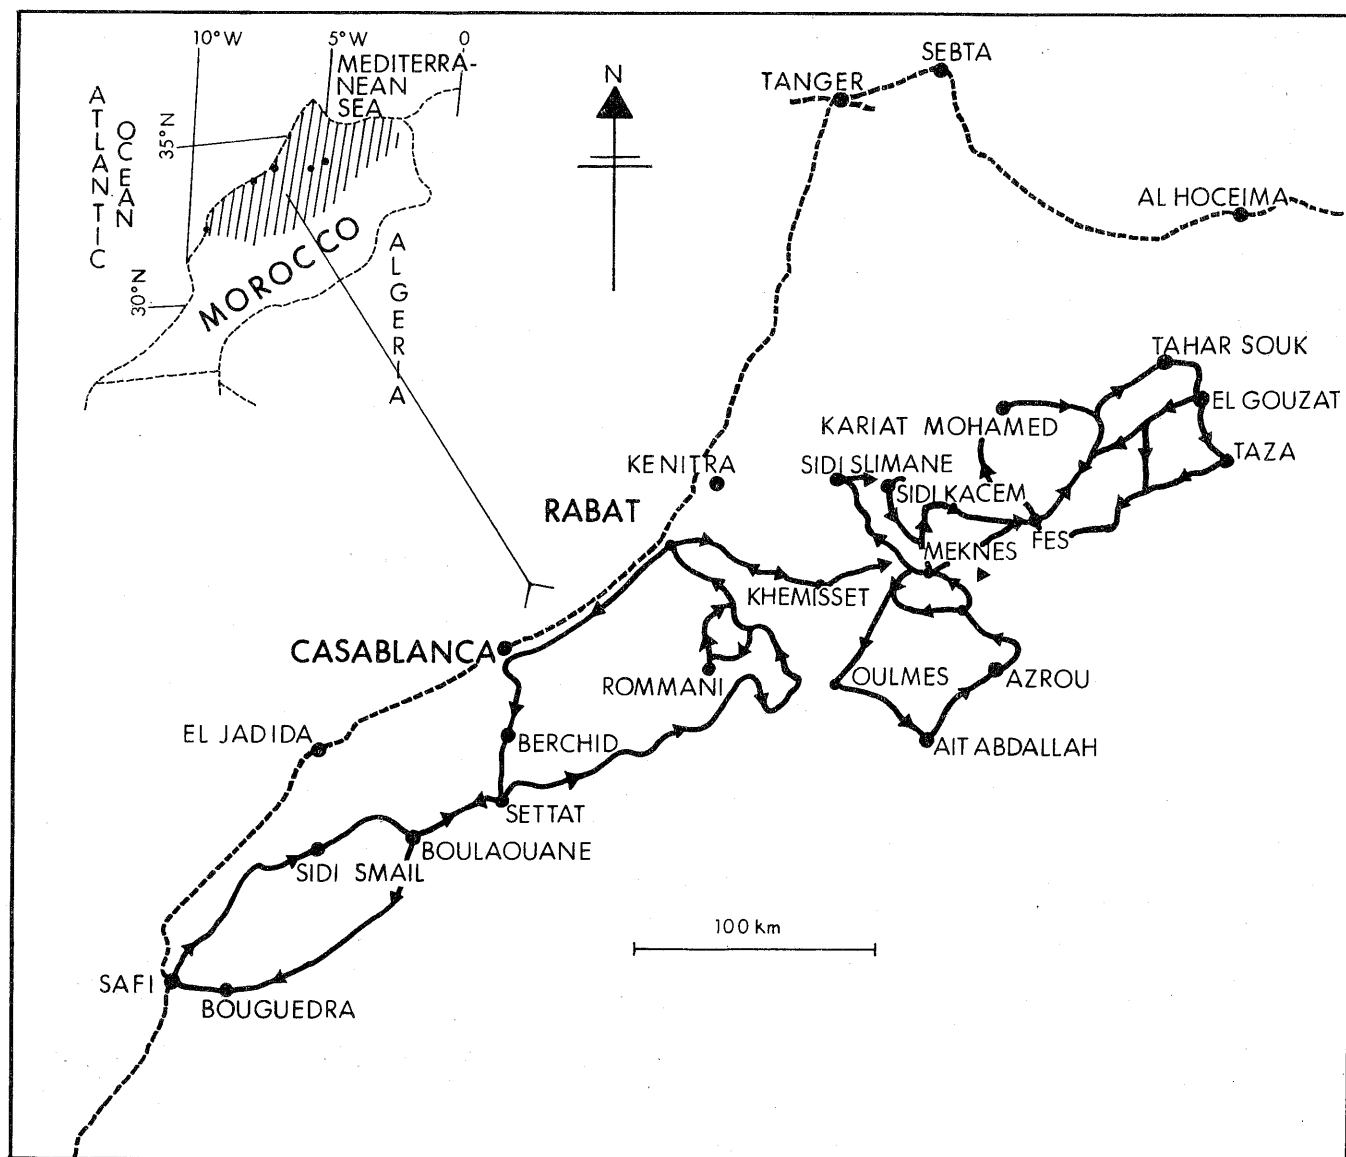 10°W
5°W
0
MEDITERRA-
NEAN
SEA
ATLANTIC
OCEAN
35°N
30°N
MOROCCO
ALGERIA
N
SEBTA
TANGER
AL HOCEIMA
TAHAR SOUK
EL GOUZAT
KARIAT MOHAMED
TAZA
KENITRA
SIDI SLIMANE
SIDI KACEM
RABAT
FES
MEKNES
KHEMISSET
CASABLANCA
ROMMANI
OULMES
AZROU
EL JADIDA
BERCHID
AIT ABDALLAH
SETTAT
BOULAOUANE
SIDI SMAIL
100 km
SAFI
BOUGUEDRA